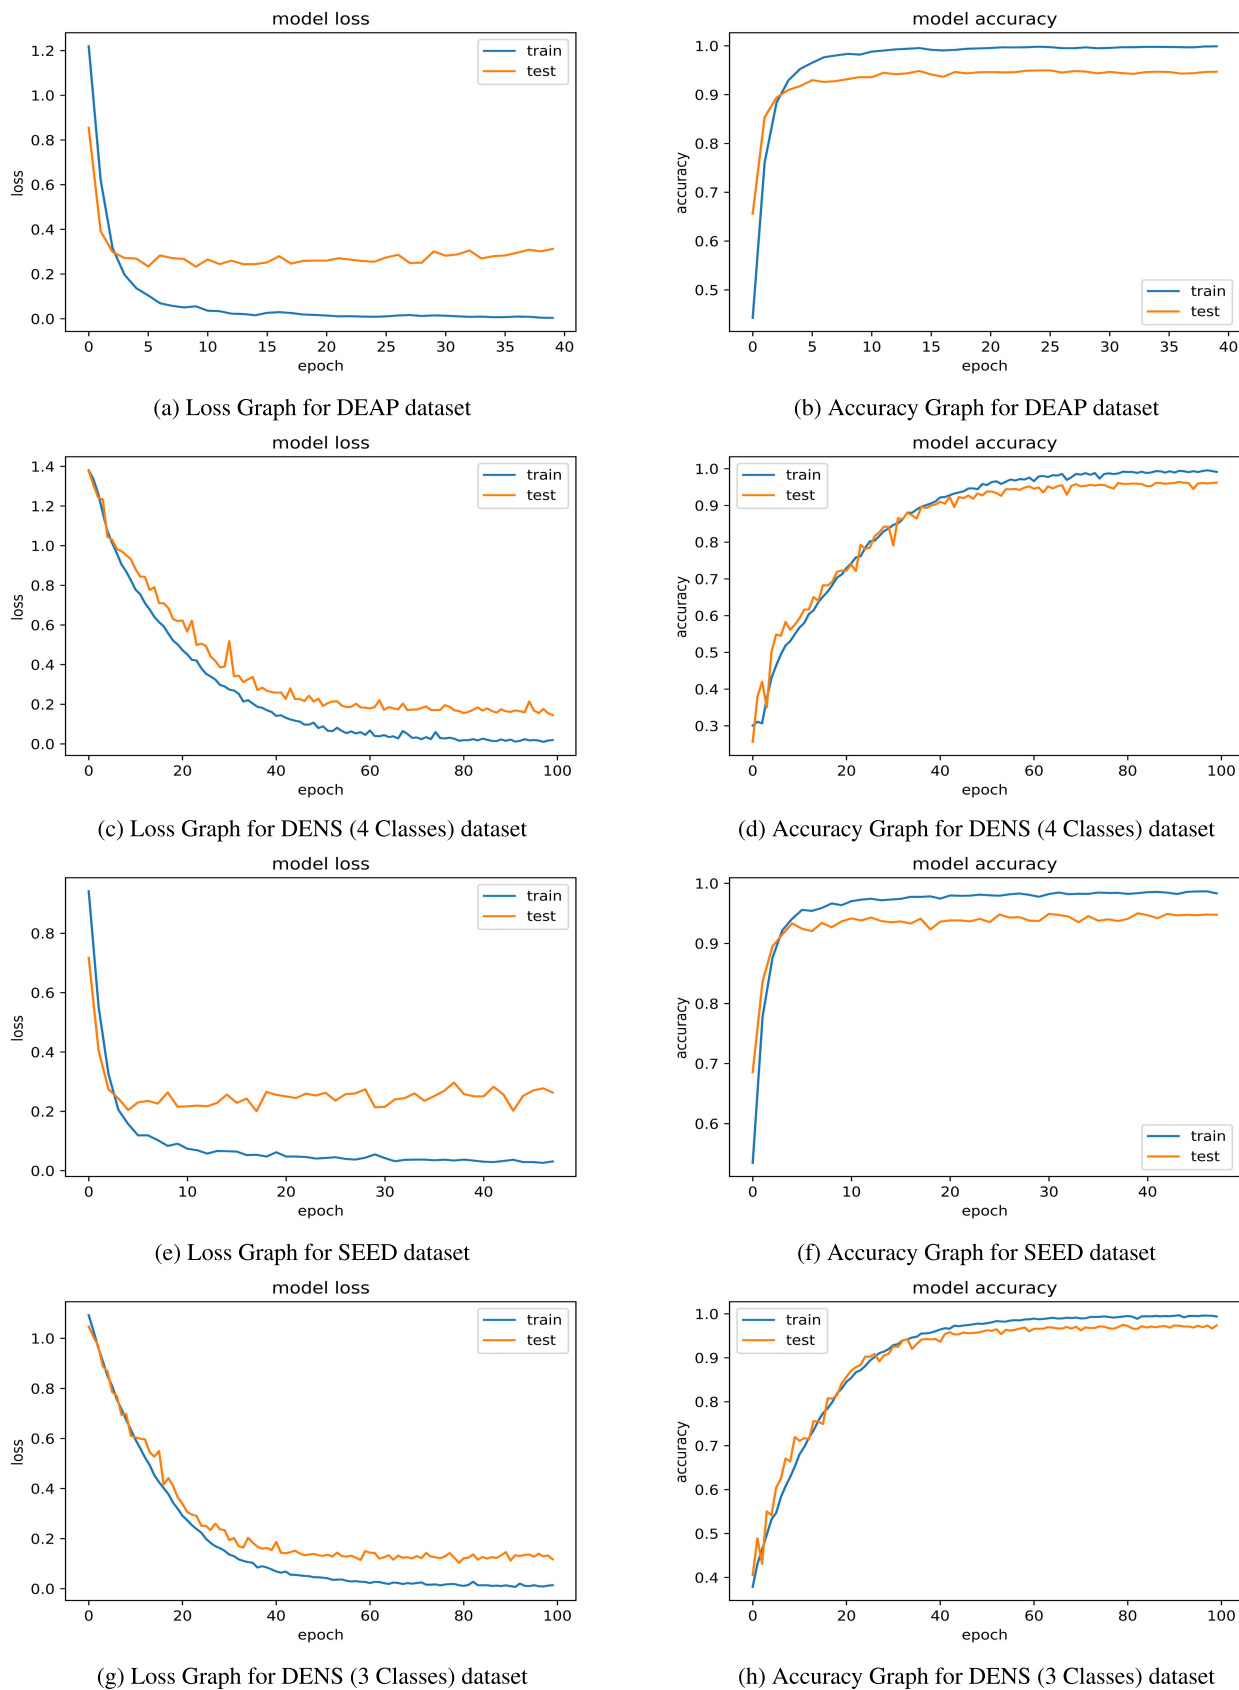 model loss
1.2
1.0
0.8
0.6
0.4
0.2
0.0
loss
train
test
0 5 10 15 20 25 30 35 40
epoch
(a) Loss Graph for DEAP dataset
model accuracy
1.0
0.9
0.8
0.7
0.6
0.5
accuracy
train
test
0 5 10 15 20 25 30 35 40
epoch
(b) Accuracy Graph for DEAP dataset
model loss
1.4
1.2
1.0
0.8
0.6
0.4
0.2
0.0
loss
train
test
0 20 40 60 80 100
epoch
(c) Loss Graph for DENS (4 Classes) dataset
model accuracy
1.0
0.9
0.8
0.7
0.6
0.5
0.4
0.3
accuracy
train
test
0 20 40 60 80 100
epoch
(d) Accuracy Graph for DENS (4 Classes) dataset
model loss
0.8
0.6
0.4
0.2
0.0
loss
train
test
0 10 20 30 40
epoch
(e) Loss Graph for SEED dataset
model accuracy
1.0
0.9
0.8
0.7
0.6
accuracy
train
test
0 10 20 30 40
epoch
(f) Accuracy Graph for SEED dataset
model loss
1.0
0.8
0.6
0.4
0.2
0.0
loss
train
test
0 20 40 60 80 100
epoch
(g) Loss Graph for DENS (3 Classes) dataset
model accuracy
1.0
0.9
0.8
0.7
0.6
0.5
0.4
accuracy
train
test
0 20 40 60 80 100
epoch
(h) Accuracy Graph for DENS (3 Classes) dataset